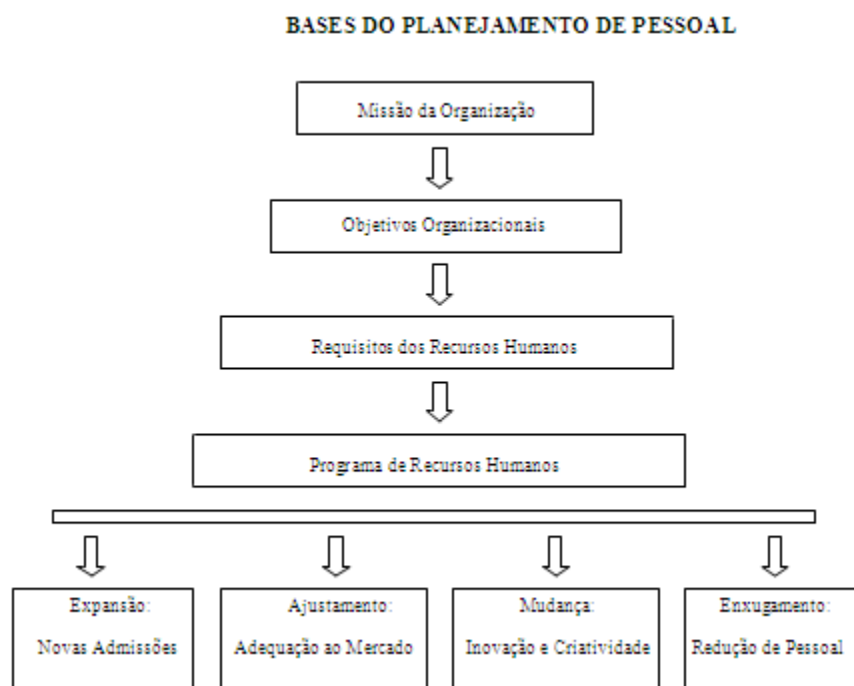 BASES DO PLANEJAMENTO DE PESSOAL
Missão da Organização
Objetivos Organizacionais
Requisitos dos Recursos Humanos
Programa de Recursos Humanos
Expansão:
Novas Admissões
Ajustamento:
Adequação ao Mercado
Mudança:
Inovação e Criatividade
Enxugamento:
Redução de Pessoal